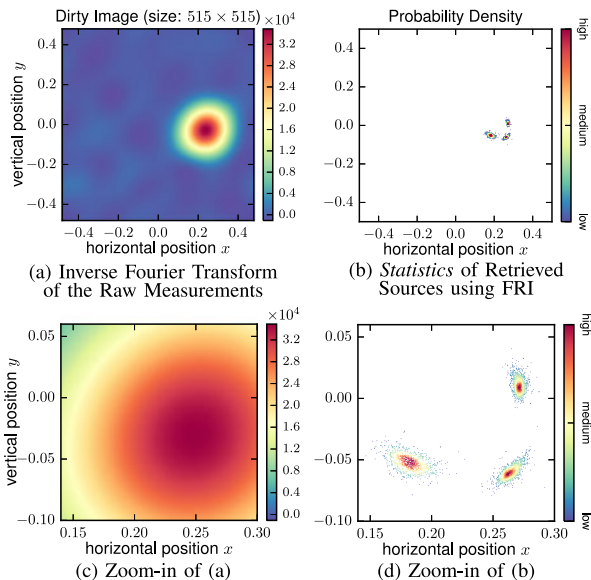 Dirty Image (size: 515 × 515)
Probability Density
×10⁴
0.4
0.2
0.0
−0.2
−0.4
vertical position y
−0.4 −0.2 0.0 0.2 0.4
horizontal position x
3.2
2.8
2.4
2.0
1.6
1.2
0.8
0.4
0.0
0.4
0.2
0.0
−0.2
−0.4
−0.4 −0.2 0.0 0.2 0.4
horizontal position x
high
medium
low
(a) Inverse Fourier Transform
of the Raw Measurements
(b) Statistics of Retrieved
Sources using FRI
×10⁴
0.05
0.00
−0.05
−0.10
vertical position y
0.15 0.20 0.25 0.30
horizontal position x
3.2
2.8
2.4
2.0
1.6
1.2
0.8
0.4
0.0
0.05
0.00
−0.05
−0.10
0.15 0.20 0.25 0.30
horizontal position x
high
medium
low
(c) Zoom-in of (a)
(d) Zoom-in of (b)